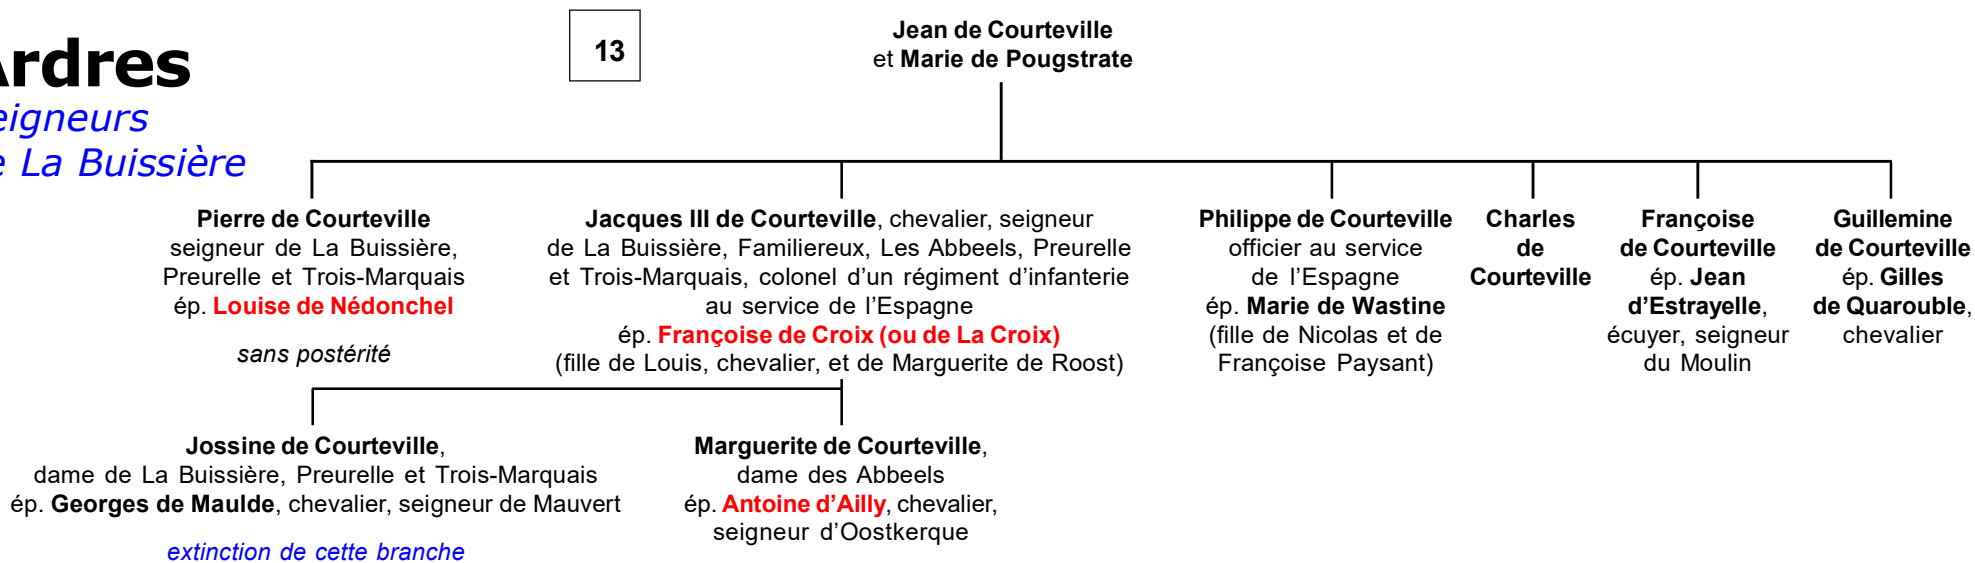 Ardres
eigneurs
La Buissière
13
Jean de Courteville
et Marie de Pougstrate
Pierre de Courteville
seigneur de La Buissière,
Preurelle et Trois-Marquais
ép. Louise de Nédonchel
sans postérité
Jacques III de Courteville, chevalier, seigneur
de La Buissière, Familiereux, Les Abbeels, Preurelle
et Trois-Marquais, colonel d’un régiment d’infanterie
au service de l’Espagne
ép. Françoise de Croix (ou de La Croix)
(fille de Louis, chevalier, et de Marguerite de Roost)
Philippe de Courteville
officier au service
de l’Espagne
ép. Marie de Wastine
(fille de Nicolas et de
Françoise Paysant)
Charles
de
Courteville
Françoise
de Courteville
ép. Jean
d’Estrayelle,
écuyer, seigneur
du Moulin
Guillemine
de Courteville
ép. Gilles
de Quarouble,
chevalier
Jossine de Courteville,
dame de La Buissière, Preurelle et Trois-Marquais
ép. Georges de Maulde, chevalier, seigneur de Mauvert
extinction de cette branche
Marguerite de Courteville,
dame des Abbeels
ép. Antoine d’Ailly, chevalier,
seigneur d’Oostkerque